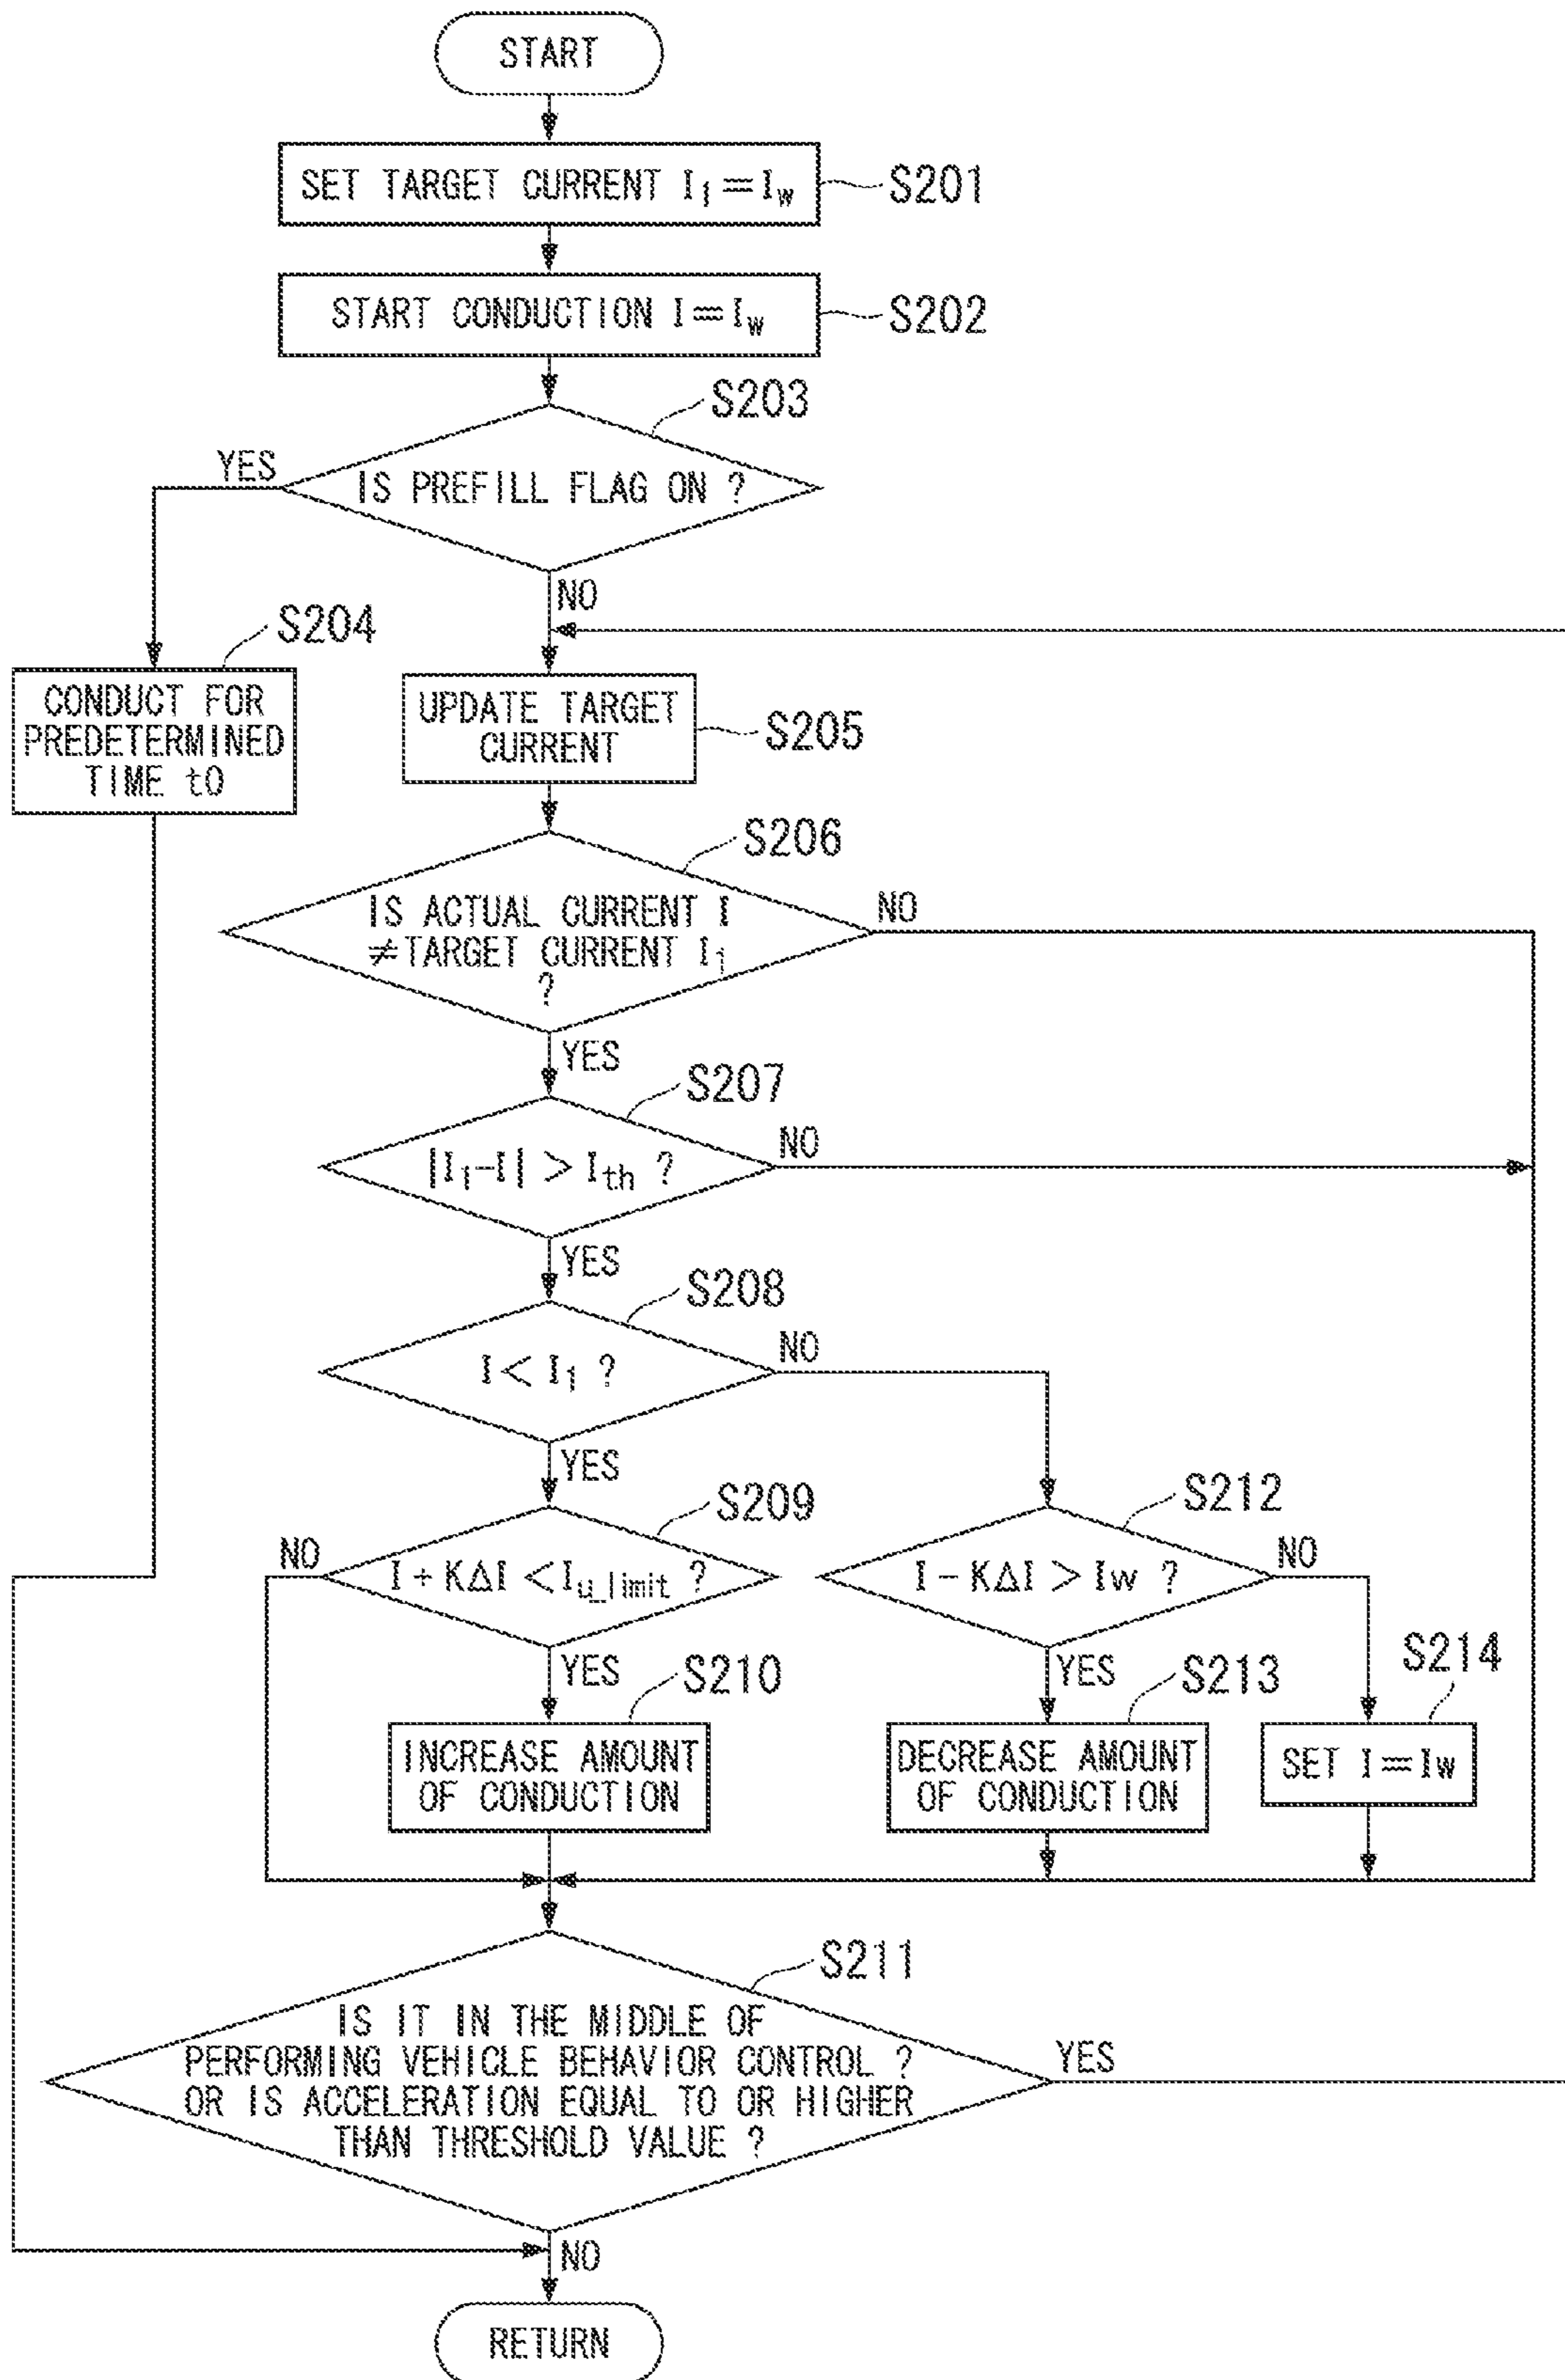 START
SET TARGET CURRENT I₁＝I_w
S201
START CONDUCTION I＝I_w
S202
S203
YES
IS PREFILL FLAG ON ?
NO
S204
CONDUCT FOR
PREDETERMINED
TIME t0
UPDATE TARGET
CURRENT
S205
S206
IS ACTUAL CURRENT I
≠TARGET CURRENT I₁
?
NO
YES
S207
|I₁-I| > I_th ?
NO
YES
S208
I < I₁ ?
NO
YES
S209
NO
I + KΔI < I_u_limit ?
S212
I - KΔI > Iw ?
NO
YES
S210
INCREASE AMOUNT
OF CONDUCTION
YES
S213
DECREASE AMOUNT
OF CONDUCTION
S214
SET I＝Iw
S211
IS IT IN THE MIDDLE OF
PERFORMING VEHICLE BEHAVIOR CONTROL ?
OR IS ACCELERATION EQUAL TO OR HIGHER
THAN THRESHOLD VALUE ?
YES
NO
RETURN